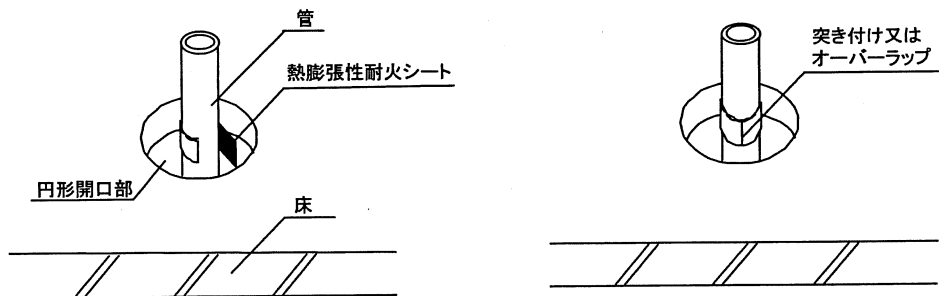 管
熱膨張性耐火シート
円形開口部
床
突き付け又は
オーバーラップ